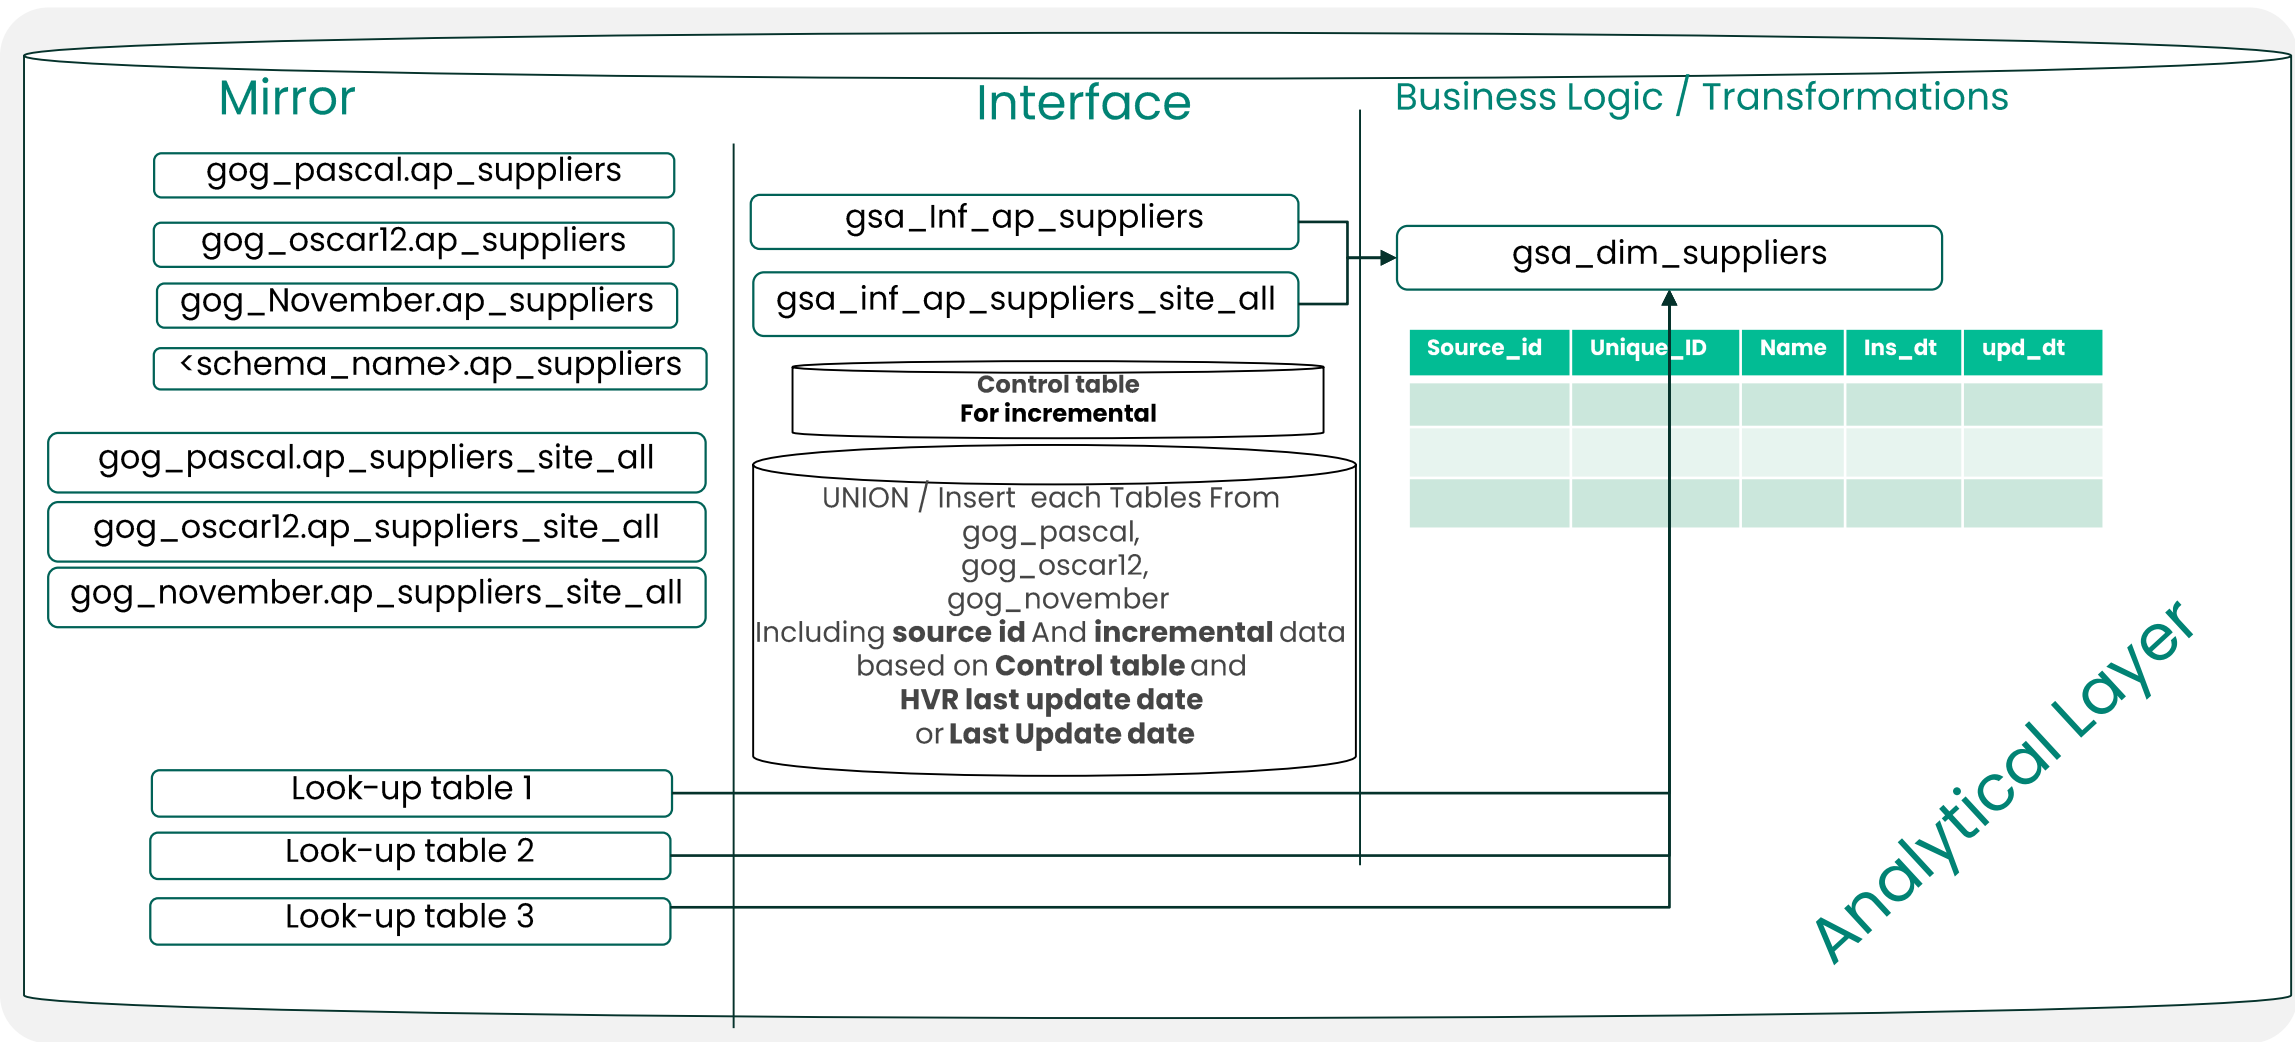 Mirror
gog_pascal.ap_suppliers
gog_oscar12.ap_suppliers
gog_November.ap_suppliers
<schema_name>.ap_suppliers
gog_pascal.ap_suppliers_site_all
gog_oscar12.ap_suppliers_site_all
gog_november.ap_suppliers_site_all
Look-up table 1
Look-up table 2
Look-up table 3
Interface
gsa_Inf_ap_suppliers
gsa_inf_ap_suppliers_site_all
Control table
For incremental
UNION / Insert each Tables From
gog_pascal,
gog_oscar12,
gog_november
Including source id And incremental data
based on Control table and
HVR last update date
or Last Update date
Business Logic / Transformations
gsa_dim_suppliers
Source_id Unique_ID Name Ins_dt upd_dt
Analytical Layer